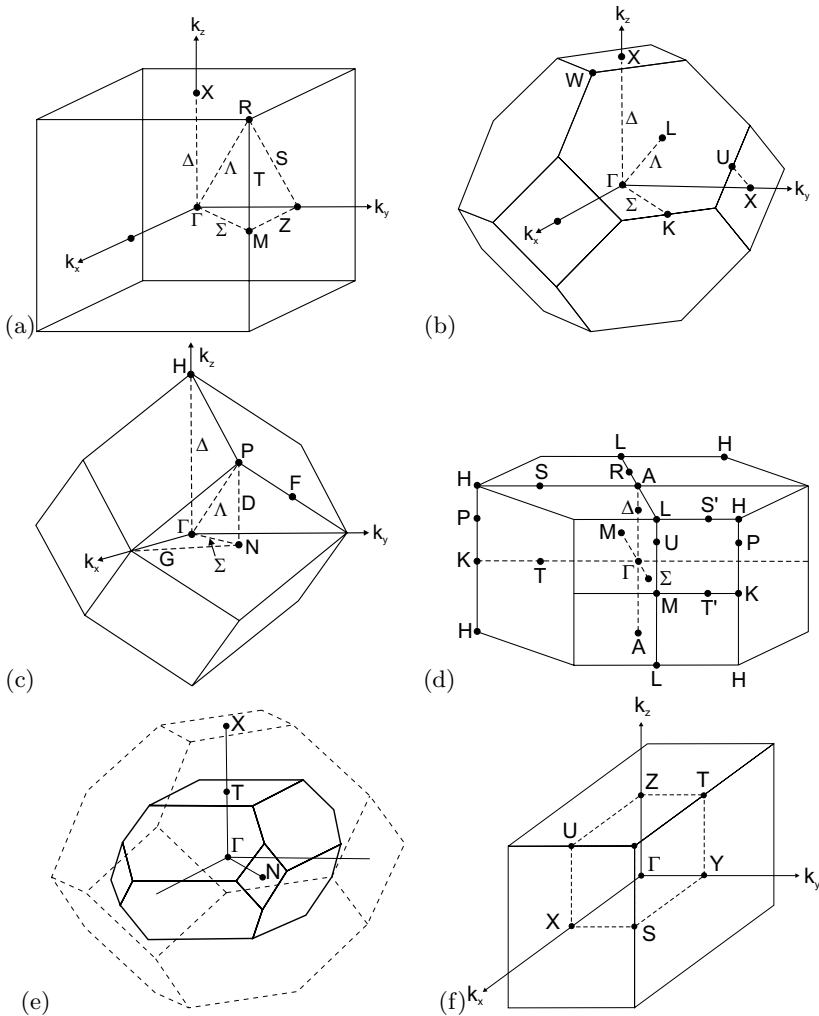 k_z
X
R
Δ
Λ
S
T
Γ
Σ
M
Z
k_y
k_x
(a)
k_z
X
W
Δ
L
Λ
U
Γ
Σ
X
k_y
K
k_x
(b)
H
k_z
Δ
P
F
Λ
D
Γ
k_y
k_x
G
N
Σ
(c)
L
H
R
H
S
A
Δ
L
S'
H
P
M
U
P
K
T
Γ
Σ
M
T'
K
H
A
L
H
(d)
X
T
Γ
N
(e)
k_z
Z
T
U
Γ
Y
k_y
X
S
k_x
(f)